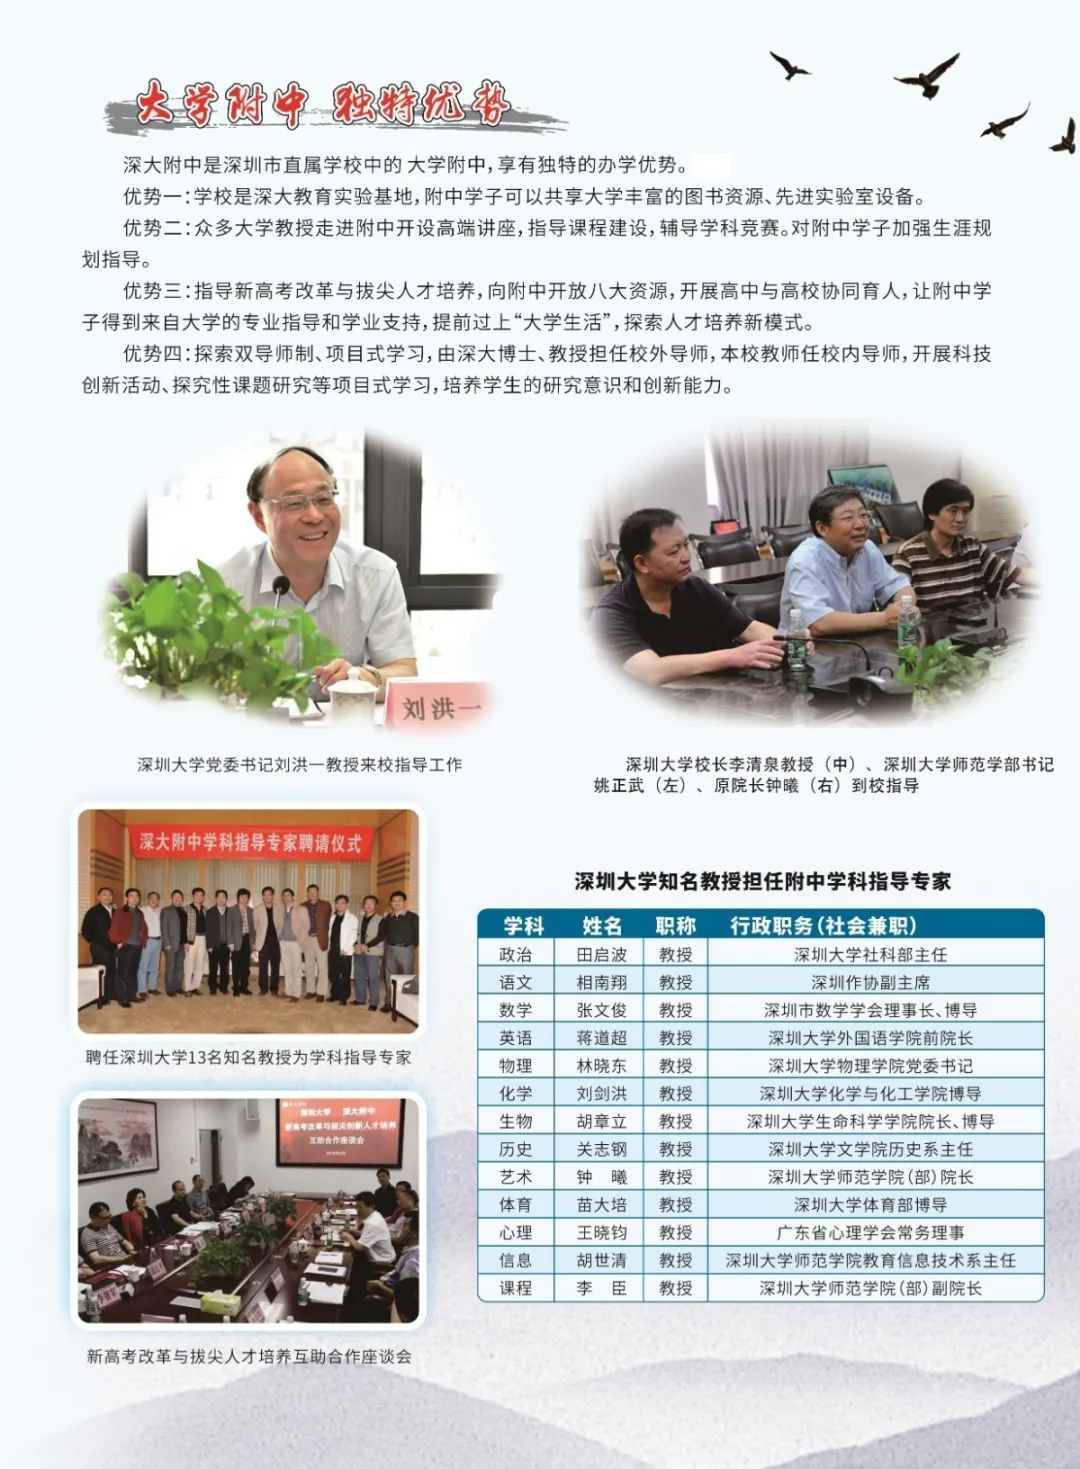 大学附中 独特优势
深大附中是深圳市直属学校中的 大学附中，享有独特的办学优势。
优势一：学校是深大教育实验基地，附中学子可以共享大学丰富的图书资源、先进实验室设备。
优势二：众多大学教授走进附中开设高端讲座，指导课程建设，辅导学科竞赛。对附中学子加强生涯规
划指导。
优势三：指导新高考改革与拔尖人才培养，向附中开放八大资源，开展高中与高校协同育人，让附中学
子得到来自大学的专业指导和学业支持，提前过上“大学生活”，探索人才培养新模式。
优势四：探索双导师制、项目式学习，由深大博士、教授担任校外导师，本校教师任校内导师，开展科技
创新活动、探究性课题研究等项目式学习，培养学生的研究意识和创新能力。
刘洪一
深圳大学党委书记刘洪一教授来校指导工作
深圳大学校长李清泉教授（中）、深圳大学师范学部书记
姚正武（左）、原院长钟曦（右）到校指导
深大附中学科指导专家聘请仪式
聘任深圳大学13名知名教授为学科指导专家
深圳大学 深大附中
新高考改革与拔尖创新人才培养
互助合作座谈会
新高考改革与拔尖人才培养互助合作座谈会
深圳大学知名教授担任附中学科指导专家
学科 姓名 职称 行政职务（社会兼职）
政治 田启波 教授 深圳大学社科部主任
语文 相南翔 教授 深圳作协副主席
数学 张文俊 教授 深圳市数学学会理事长、博导
英语 蒋道超 教授 深圳大学外国语学院前院长
物理 林晓东 教授 深圳大学物理学院党委书记
化学 刘剑洪 教授 深圳大学化学与化工学院博导
生物 胡章立 教授 深圳大学生命科学学院院长、博导
历史 关志钢 教授 深圳大学文学院历史系主任
艺术 钟 曦 教授 深圳大学师范学院（部）院长
体育 苗大培 教授 深圳大学体育部博导
心理 王晓钧 教授 广东省心理学会常务理事
信息 胡世清 教授 深圳大学师范学院教育信息技术系主任
课程 李 臣 教授 深圳大学师范学院（部）副院长